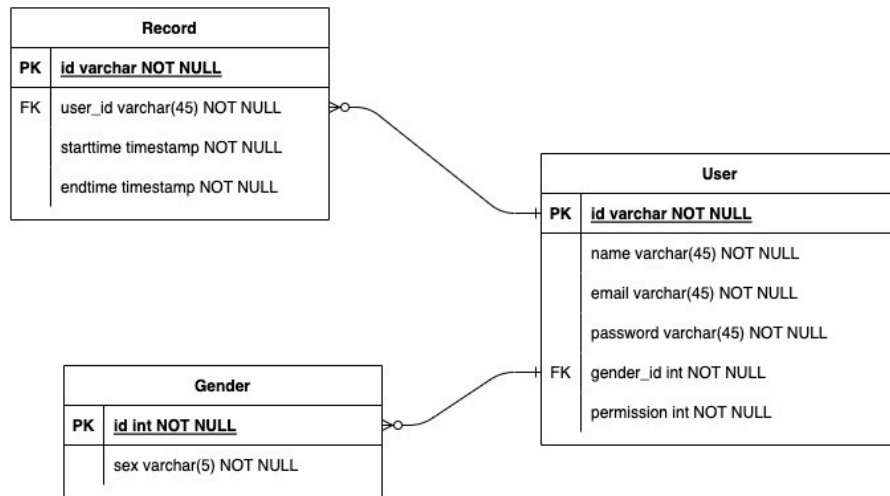 Record
PK id varchar NOT NULL
FK user_id varchar(45) NOT NULL
starttime timestamp NOT NULL
endtime timestamp NOT NULL
User
PK id varchar NOT NULL
name varchar(45) NOT NULL
email varchar(45) NOT NULL
password varchar(45) NOT NULL
FK gender_id int NOT NULL
permission int NOT NULL
Gender
PK id int NOT NULL
sex varchar(5) NOT NULL